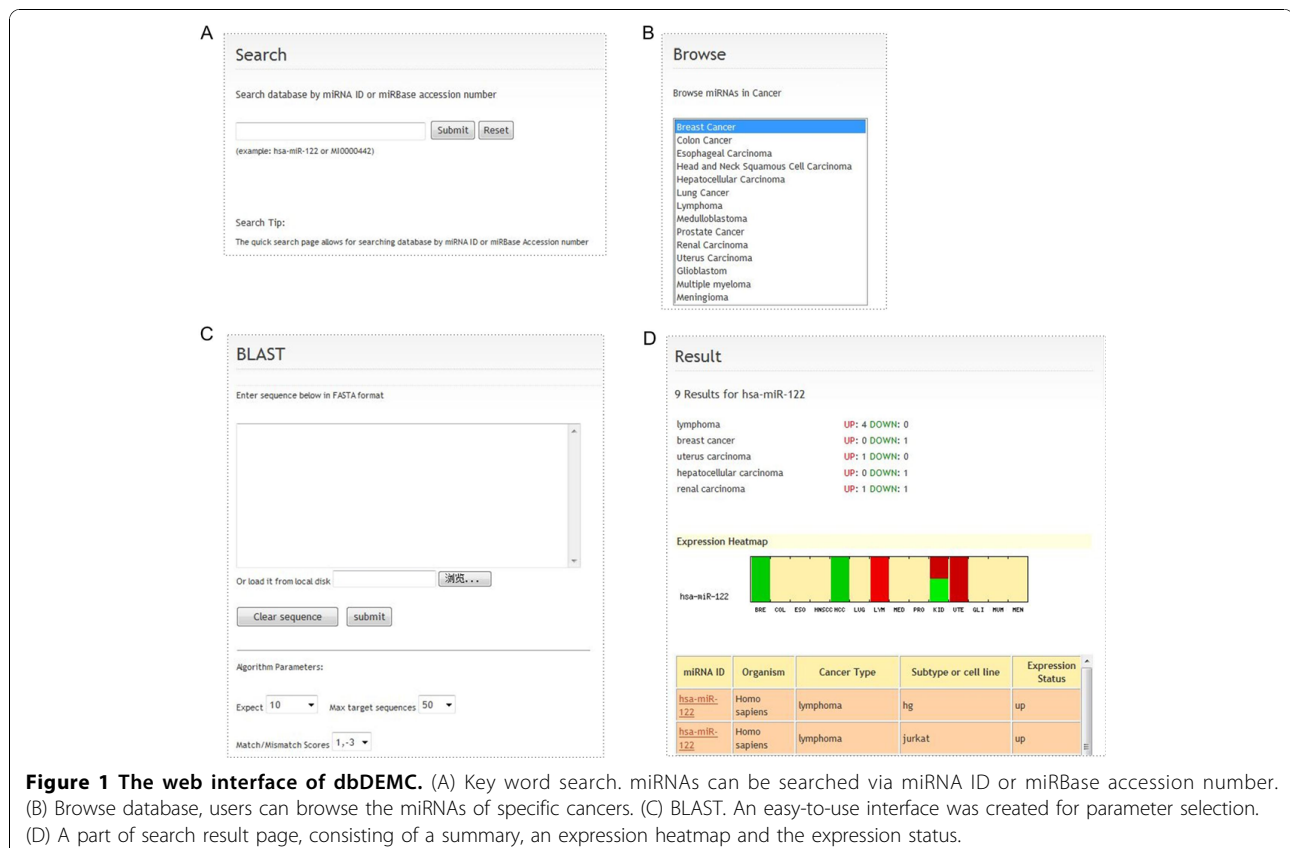 A
Search
Search database by miRNA ID or miRBase accession number
Submit Reset
(example: hsa-miR-122 or MI0000442)
Search Tip:
The quick search page allows for searching database by miRNA ID or miRBase Accession number
B
Browse
Browse miRNAs in Cancer
Breast Cancer
Colon Cancer
Esophageal Carcinoma
Head and Neck Squamous Cell Carcinoma
Hepatocellular Carcinoma
Lung Cancer
Lymphoma
Medulloblastoma
Prostate Cancer
Renal Carcinoma
Uterus Carcinoma
Glioblastom
Multiple myeloma
Meningioma
C
BLAST
Enter sequence below in FASTA format
Or load it from local disk 浏览...
Clear sequence submit
Algorithm Parameters:
Expect 10 Max target sequences 50
Match/Mismatch Scores 1,-3
D
Result
9 Results for hsa-miR-122
lymphoma UP: 4 DOWN: 0
breast cancer UP: 0 DOWN: 1
uterus carcinoma UP: 1 DOWN: 0
hepatocellular carcinoma UP: 0 DOWN: 1
renal carcinoma UP: 1 DOWN: 1
Expression Heatmap
hsa-miR-122
BRE COL ESO HNSCC HCC LUG LYM MED PRO KID UTE GLI MUM MEN
miRNA ID Organism Cancer Type Subtype or cell line Expression Status
hsa-miR-122 Homo sapiens lymphoma hg up
hsa-miR-122 Homo sapiens lymphoma jurkat up
Figure 1 The web interface of dbDEMC. (A) Key word search. miRNAs can be searched via miRNA ID or miRBase accession number.
(B) Browse database, users can browse the miRNAs of specific cancers. (C) BLAST. An easy-to-use interface was created for parameter selection.
(D) A part of search result page, consisting of a summary, an expression heatmap and the expression status.